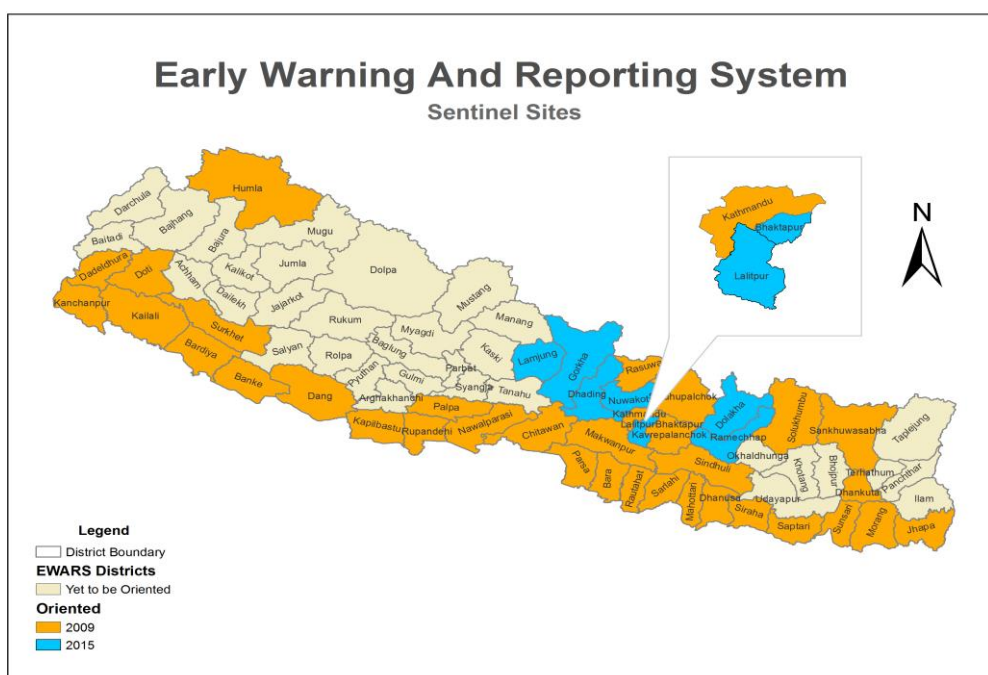 Early Warning And Reporting System
Sentinel Sites
Humla
Darchula
Bajhang
Mugu
Baitadi
Bajura
Dolpa
Dadeldhura
Doti
Achham
Kalikot
Jumla
Dailekh
Jajarkot
Kanchanpur
Kailali
Surkhet
Rukum
Mustang
Manang
Myagdi
Bardiya
Salyan
Rolpa
Baglung
Kaski
Lamjung
Gorkha
Banke
Pyuthan
Gulmi
Parbat
Syangja
Tanahu
Dang
Arghakhanchi
Palpa
Kapilbastu
Rupandehi
Nawalparasi
Chitawan
Dhading
Rasuwa
Nuwakot
hupalchok
Kathmandu
Lalitpur
Bhaktapur
Kavrepalanchok
Dolakha
Ramechhap
Makwanpur
Sindhuli
Parsa
Bara
Rautahat
Sarlahi
Mahottari
Dhanusa
Siraha
Saptari
Solukhumbu
Sankhuwasabha
Okhaldhunga
Khotang
Bhojpur
Udayapur
Taplejung
Terhathum
Panchthar
Dhankuta
Ilam
Sunsari
Morang
Jhapa
Kathmandu
Bhaktapur
Lalitpur
N
Legend
District Boundary
EWARS Districts
Yet to be Oriented
Oriented
2009
2015